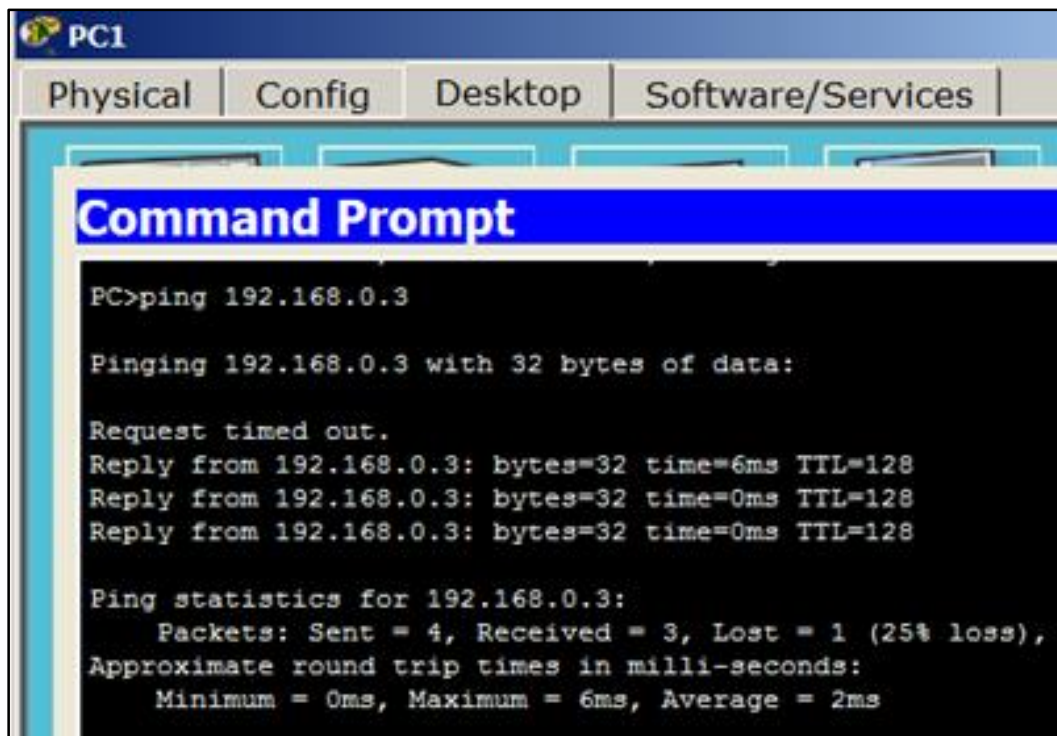 PC1
Physical Config Desktop Software/Services
Command Prompt
PC>ping 192.168.0.3
Pinging 192.168.0.3 with 32 bytes of data:
Request timed out.
Reply from 192.168.0.3: bytes=32 time=6ms TTL=128
Reply from 192.168.0.3: bytes=32 time=0ms TTL=128
Reply from 192.168.0.3: bytes=32 time=0ms TTL=128
Ping statistics for 192.168.0.3:
Packets: Sent = 4, Received = 3, Lost = 1 (25% loss),
Approximate round trip times in milli-seconds:
Minimum = 0ms, Maximum = 6ms, Average = 2ms